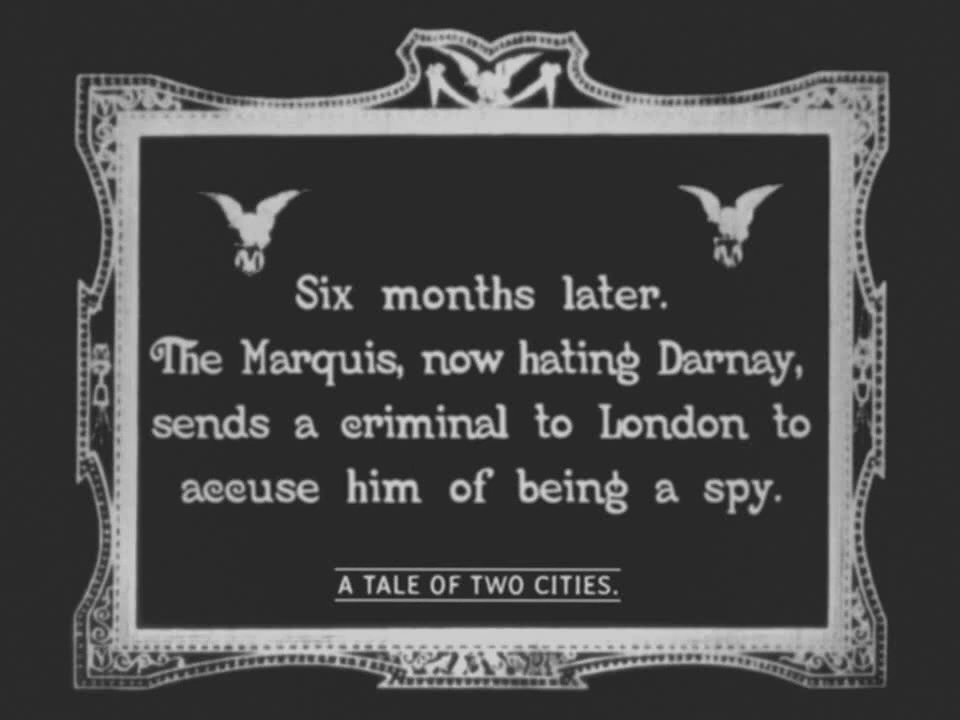 Six months later.
The Marquis, now hating Darnay,
sends a criminal to London to
accuse him of being a spy.
A TALE OF TWO CITIES.